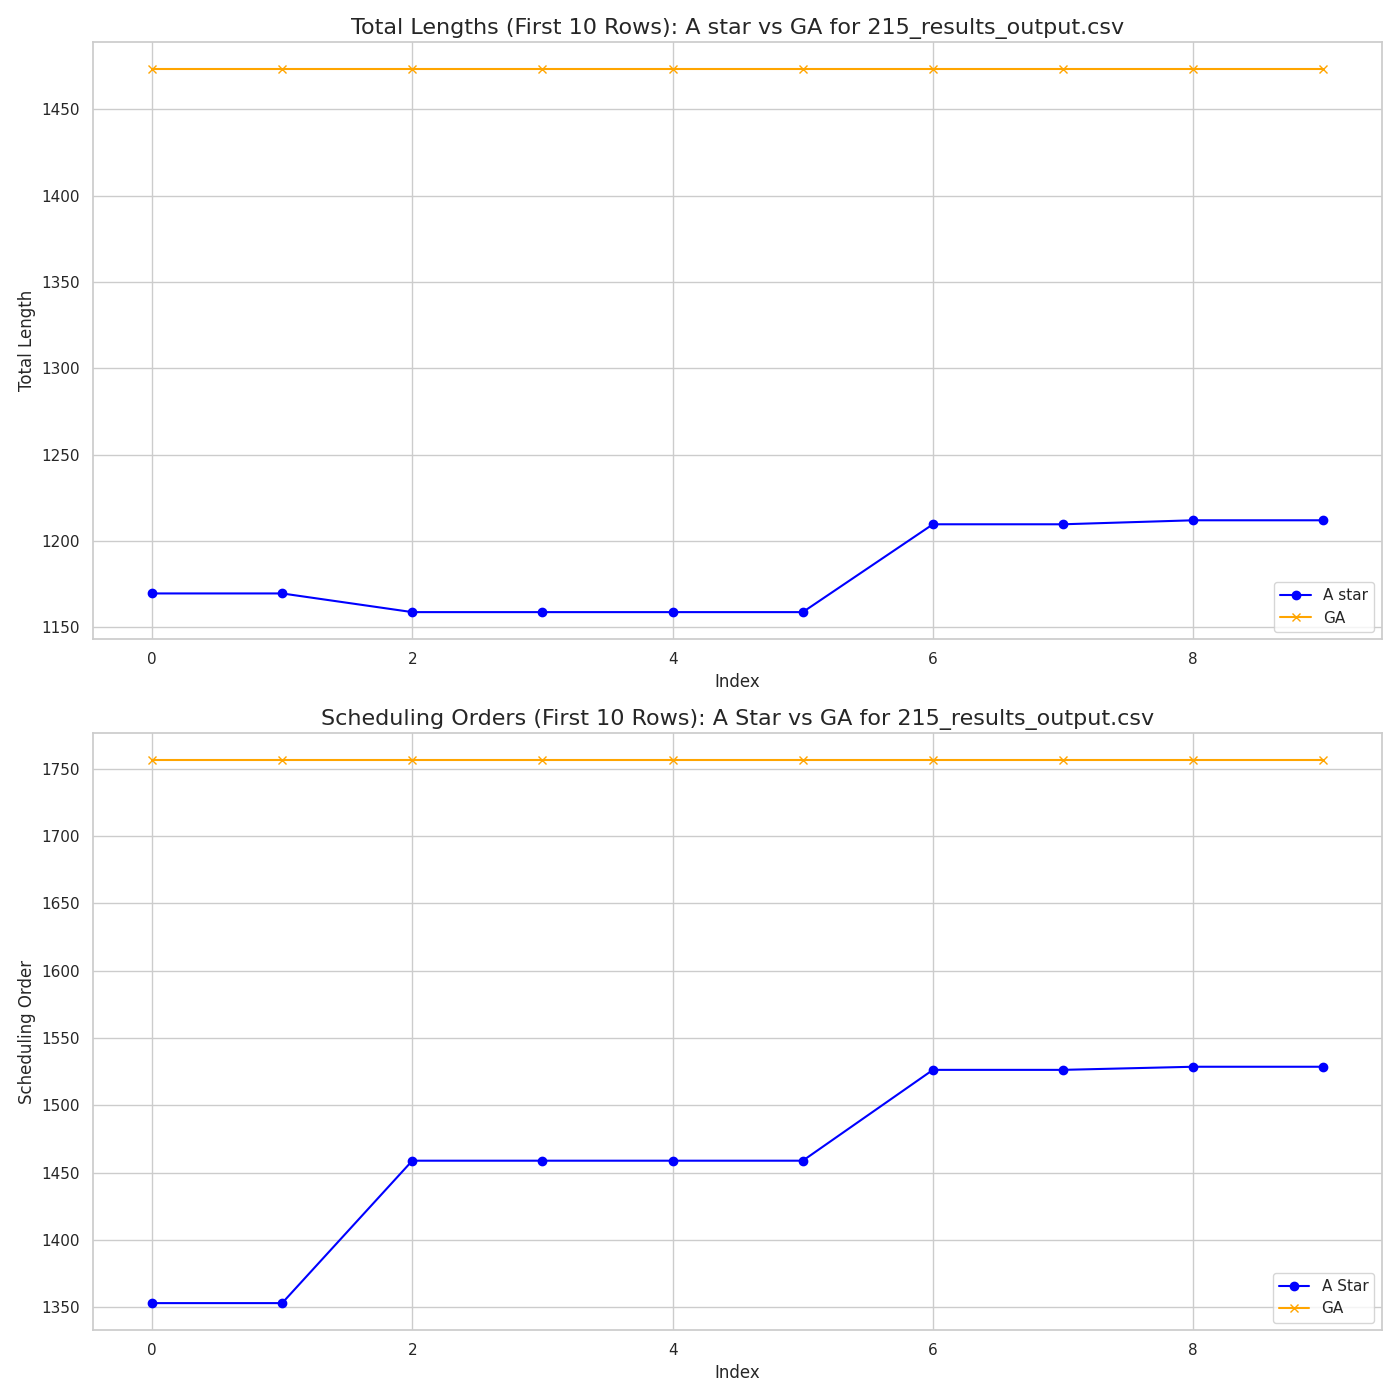 Total Lengths (First 10 Rows): A star vs GA for 215_results_output.csv
Total Length
1450
1400
1350
1300
1250
1200
1150
A star
GA
0 2 4 6 8
Index
Scheduling Orders (First 10 Rows): A Star vs GA for 215_results_output.csv
Scheduling Order
1750
1700
1650
1600
1550
1500
1450
1400
1350
A Star
GA
0 2 4 6 8
Index